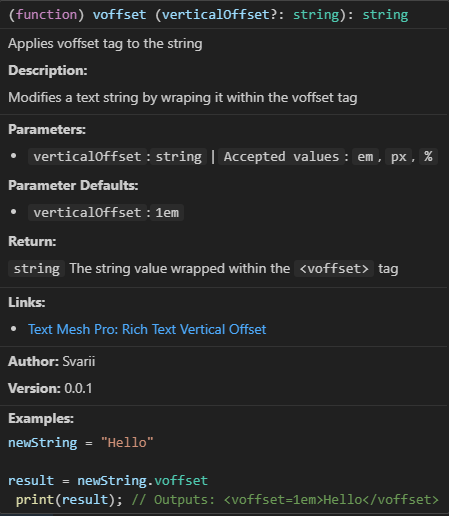 (function) voffset (verticalOffset?: string): string
Applies voffset tag to the string
Description:
Modifies a text string by wraping it within the voffset tag
Parameters:
• verticalOffset : string | Accepted values : em , px , %
Parameter Defaults:
• verticalOffset : 1em
Return:
string The string value wrapped within the <voffset> tag
Links:
• Text Mesh Pro: Rich Text Vertical Offset
Author: Svarii
Version: 0.0.1
Examples:
newString = "Hello"
result = newString.voffset
print(result); // Outputs: <voffset=1em>Hello</voffset>